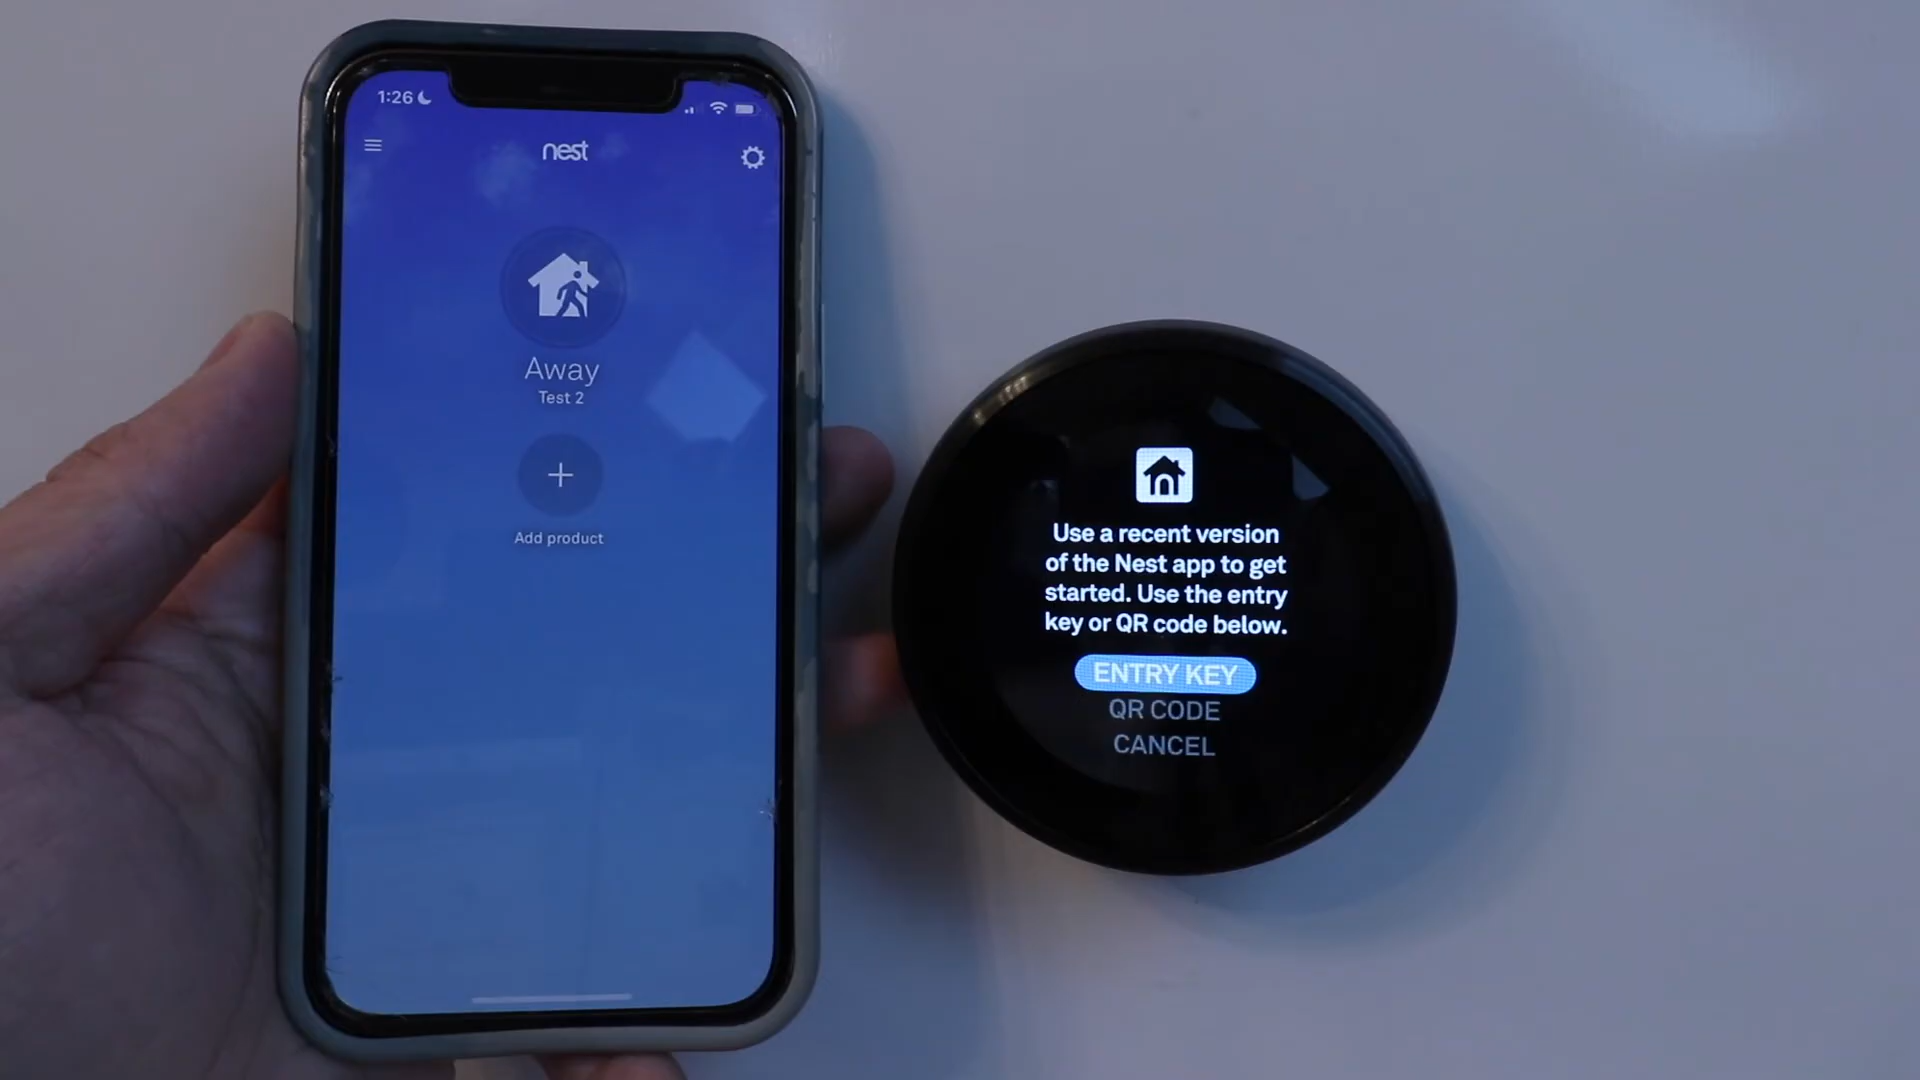 1:26
nest
Away
Test 2
Add product
Use a recent version
of the Nest app to get
started. Use the entry
key or QR code below.
ENTRY KEY
QR CODE
CANCEL